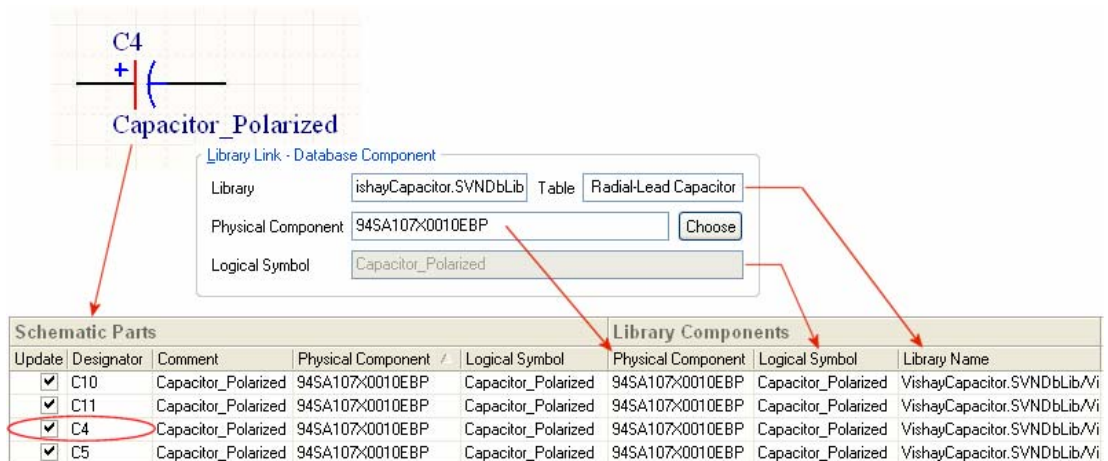 C4
+
Capacitor_Polarized
Library Link - Database Component
Library ishayCapacitor.SVNDbLib Table Radial-Lead Capacitor
Physical Component 94SA107X0010EBP Choose
Logical Symbol Capacitor_Polarized
Schematic Parts Library Components
Update Designator Comment Physical Component Logical Symbol Physical Component Logical Symbol Library Name
C10 Capacitor_Polarized 94SA107X0010EBP Capacitor_Polarized 94SA107X0010EBP Capacitor_Polarized VishayCapacitor.SVNDbLib/Vi
C11 Capacitor_Polarized 94SA107X0010EBP Capacitor_Polarized 94SA107X0010EBP Capacitor_Polarized VishayCapacitor.SVNDbLib/Vi
C4 Capacitor_Polarized 94SA107X0010EBP Capacitor_Polarized 94SA107X0010EBP Capacitor_Polarized VishayCapacitor.SVNDbLib/Vi
C5 Capacitor_Polarized 94SA107X0010EBP Capacitor_Polarized 94SA107X0010EBP Capacitor_Polarized VishayCapacitor.SVNDbLib/Vi